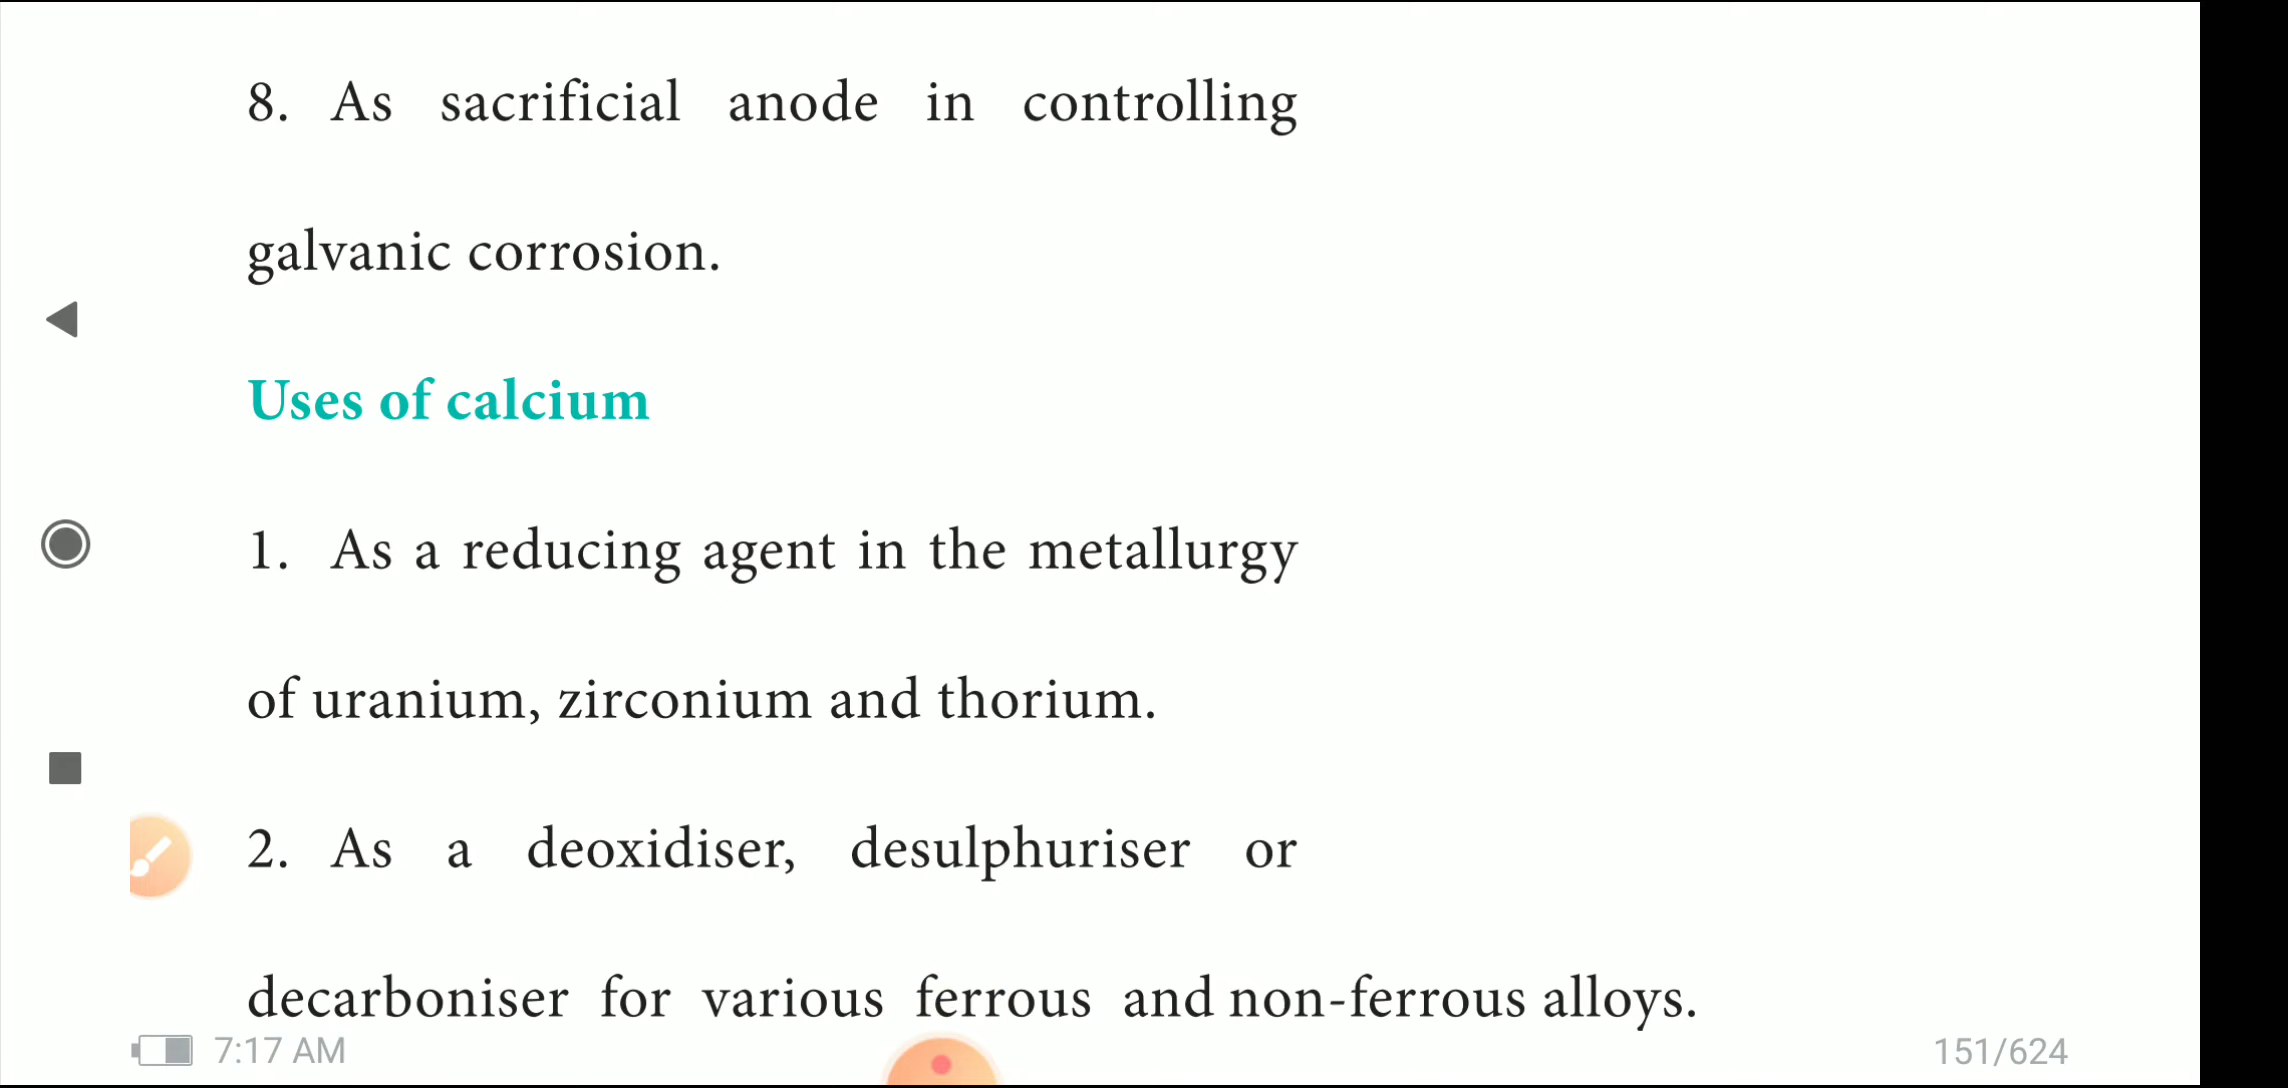 8. As sacrificial anode in controlling
galvanic corrosion.
Uses of calcium
1. As a reducing agent in the metallurgy
of uranium, zirconium and thorium.
2. As a deoxidiser, desulphuriser or
decarboniser for various ferrous and non-ferrous alloys.
7:17 AM
151/624